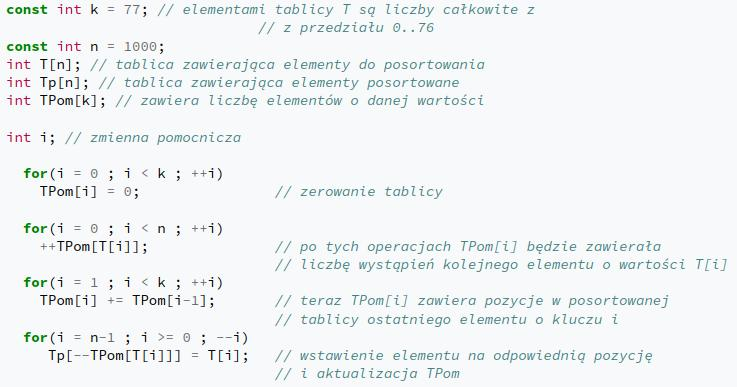 const int k = 77; // elementami tablicy T są liczby całkowite z
// z przedziału 0..76
const int n = 1000;
int T[n]; // tablica zawierająca elementy do posortowania
int Tp[n]; // tablica zawierająca elementy posortowane
int TPom[k]; // zawiera liczbę elementów o danej wartości
int i; // zmienna pomocnicza
for(i = 0 ; i < k ; ++i)
TPom[i] = 0; // zerowanie tablicy
for(i = 0 ; i < n ; ++i)
++TPom[T[i]]; // po tych operacjach TPom[i] będzie zawierała
// liczbę wystąpień kolejnego elementu o wartości T[i]
for(i = 1 ; i < k ; ++i)
TPom[i] += TPom[i-1]; // teraz TPom[i] zawiera pozycje w posortowanej
// tablicy ostatniego elementu o kluczu i
for(i = n-1 ; i >= 0 ; --i)
Tp[--TPom[T[i]]] = T[i]; // wstawienie elementu na odpowiednią pozycję
// i aktualizacja TPom